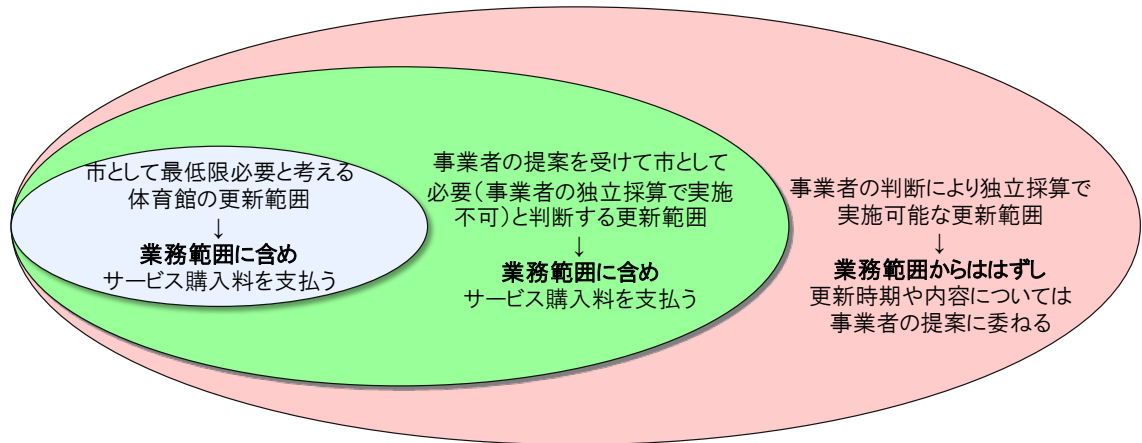 市として最低限必要と考える
体育館の更新範囲
↓
業務範囲に含め
サービス購入料を支払う
事業者の提案を受けて市として
必要(事業者の独立採算で実施
不可)と判断する更新範囲
↓
業務範囲に含め
サービス購入料を支払う
事業者の判断により独立採算で
実施可能な更新範囲
↓
業務範囲からははずし
更新時期や内容については
事業者の提案に委ねる